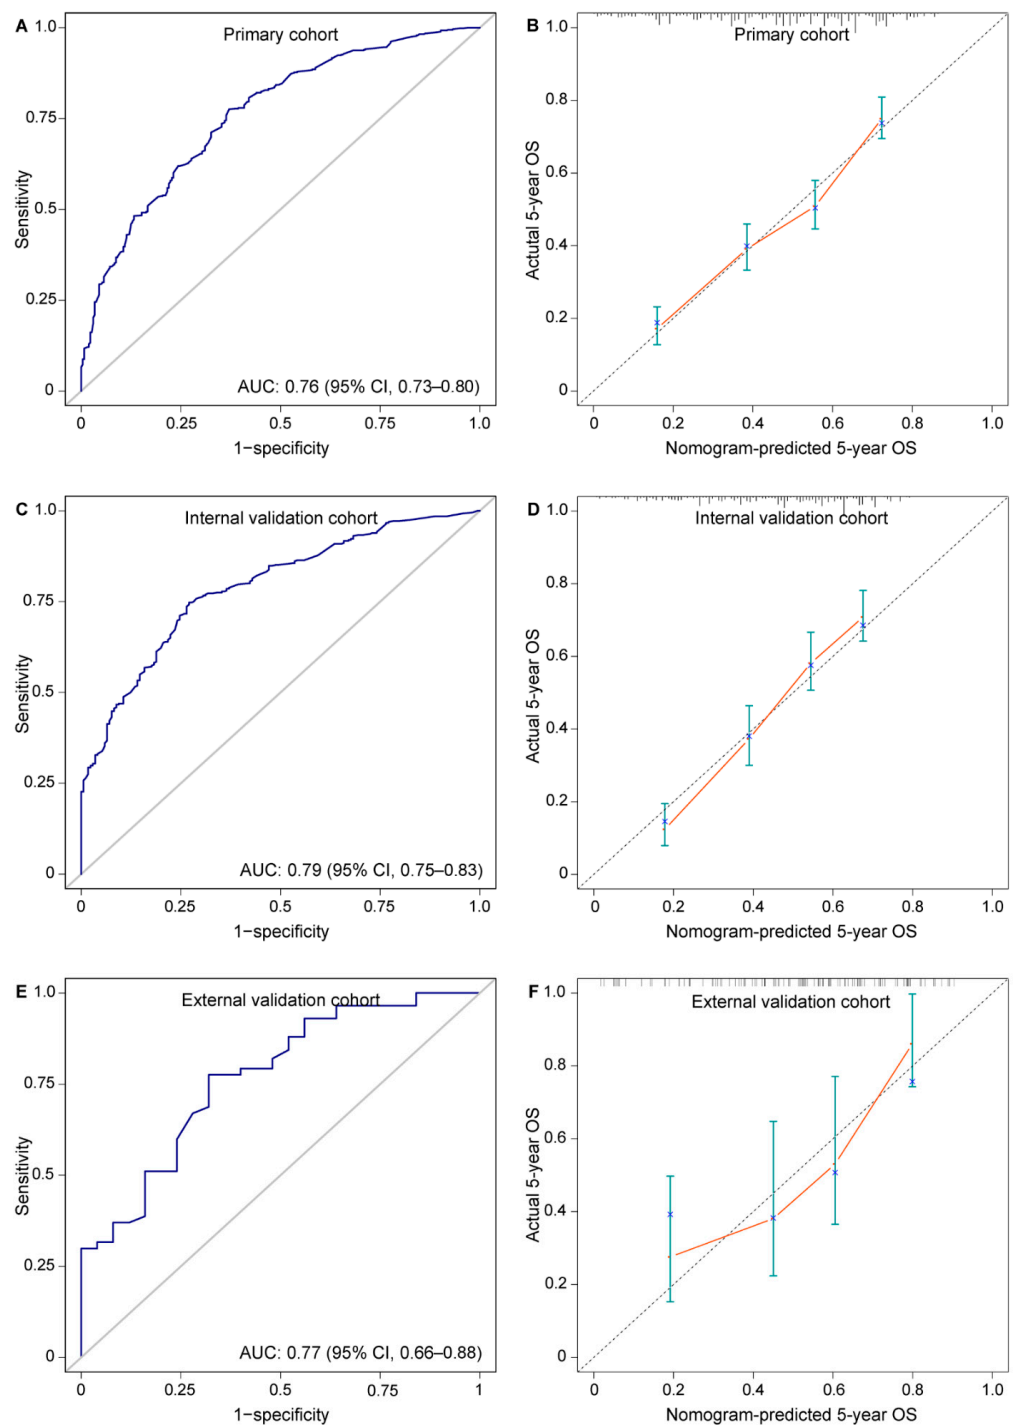 A
Primary cohort
1.0
0.75
0.5
0.25
0
Sensitivity
AUC: 0.76 (95% CI, 0.73–0.80)
0 0.25 0.5 0.75 1.0
1−specificity
B
Primary cohort
1.0
0.8
0.6
0.4
0.2
0
Actutal 5-year OS
0 0.2 0.4 0.6 0.8 1.0
Nomogram-predicted 5-year OS
C
Internal validation cohort
1.0
0.75
0.5
0.25
0
Sensitivity
AUC: 0.79 (95% CI, 0.75–0.83)
0 0.25 0.5 0.75 1.0
1−specificity
D
Internal validation cohort
1.0
0.8
0.6
0.4
0.2
0
Actual 5-year OS
0 0.2 0.4 0.6 0.8 1.0
Nomogram-predicted 5-year OS
E
External validation cohort
1.0
0.75
0.5
0.25
0
Sensitivity
AUC: 0.77 (95% CI, 0.66–0.88)
0 0.25 0.5 0.75 1
1−specificity
F
External validation cohort
1.0
0.8
0.6
0.4
0.2
0
Actual 5-year OS
0 0.2 0.4 0.6 0.8 1.0
Nomogram-predicted 5-year OS